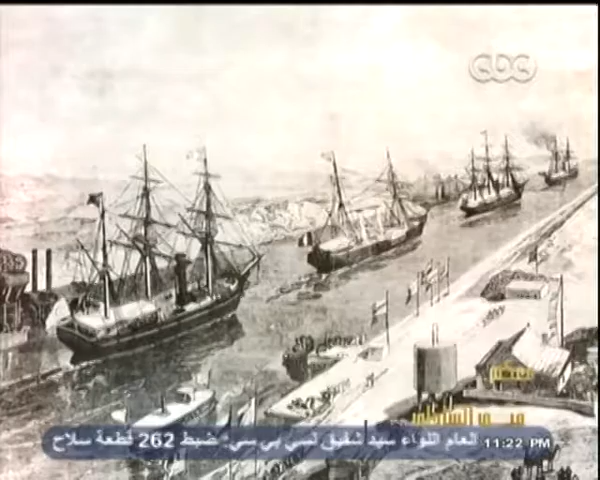 cbc
العام اللواء سيد شفيق لسي بي سي: ضبط 262 قطعة سلاح
11:22 PM